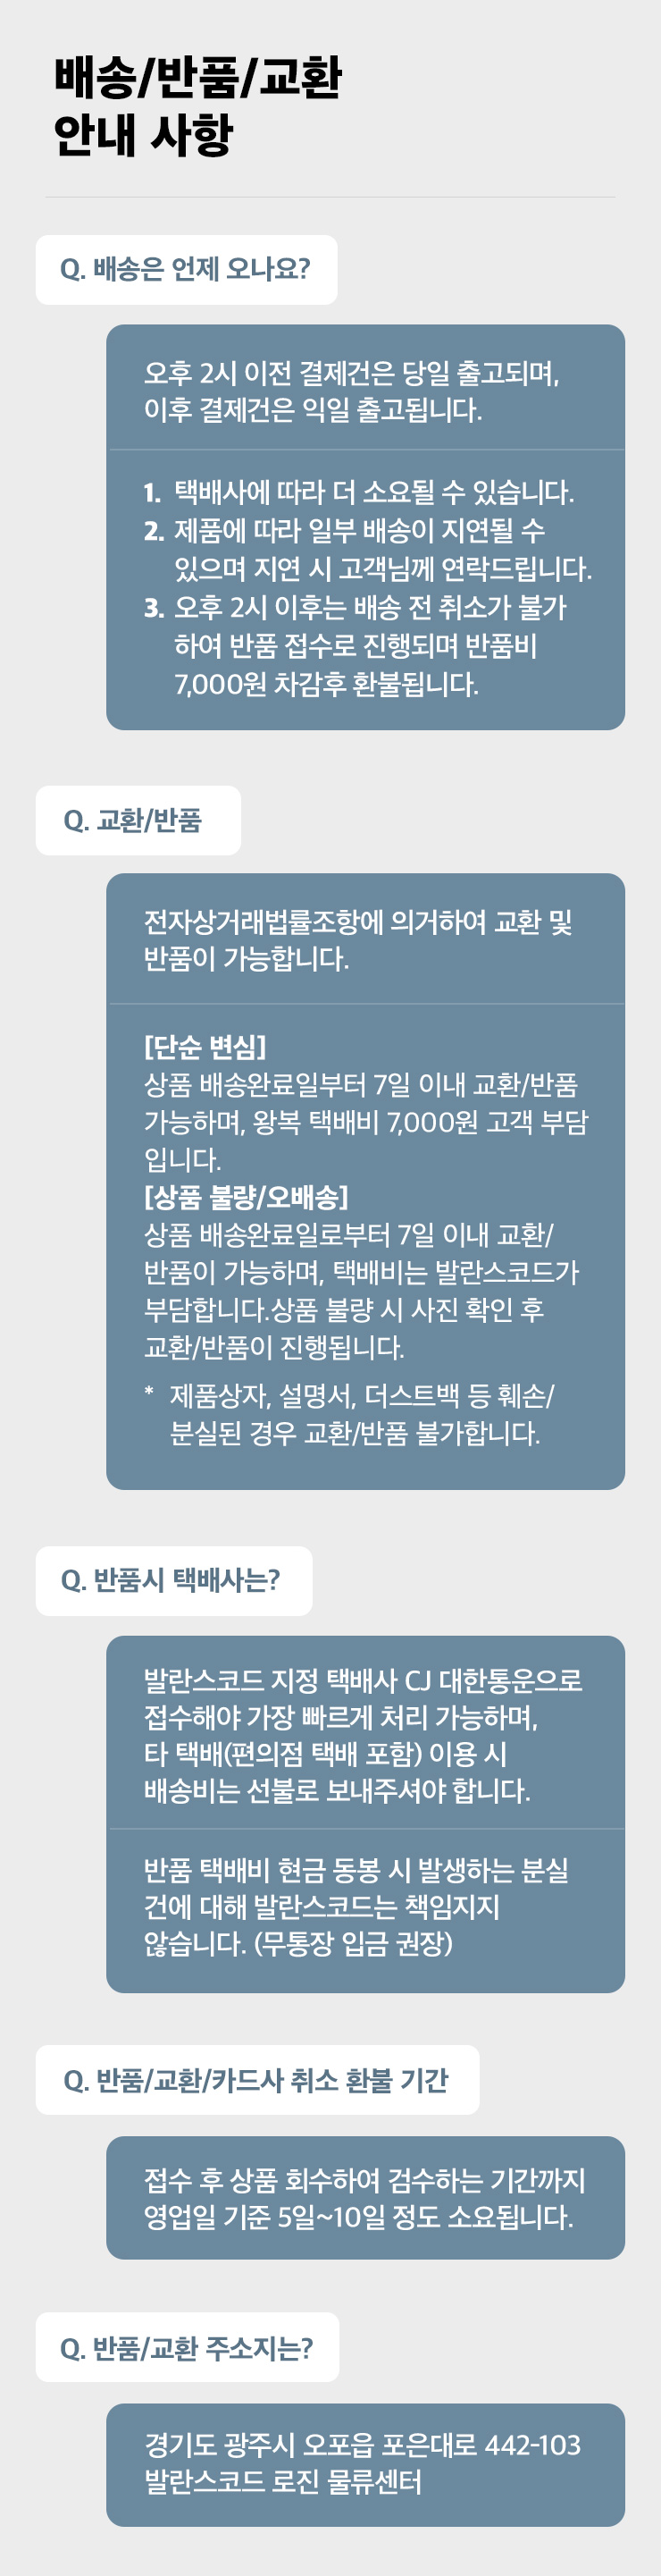 배송/반품/교환
안내 사항
Q. 배송은 언제 오나요?
오후 2시 이전 결제건은 당일 출고되며,
이후 결제건은 익일 출고됩니다.
1. 택배사에 따라 더 소요될 수 있습니다.
2. 제품에 따라 일부 배송이 지연될 수
있으며 지연 시 고객님께 연락드립니다.
3. 오후 2시 이후는 배송 전 취소가 불가
하여 반품 접수로 진행되며 반품비
7,000원 차감후 환불됩니다.
Q. 교환/반품
전자상거래법률조항에 의거하여 교환 및
반품이 가능합니다.
[단순 변심]
상품 배송완료일부터 7일 이내 교환/반품
가능하며, 왕복 택배비 7,000원 고객 부담
입니다.
[상품 불량/오배송]
상품 배송완료일로부터 7일 이내 교환/
반품이 가능하며, 택배비는 발란스코드가
부담합니다.상품 불량 시 사진 확인 후
교환/반품이 진행됩니다.
* 제품상자, 설명서, 더스트백 등 훼손/
분실된 경우 교환/반품 불가합니다.
Q. 반품시 택배사는?
발란스코드 지정 택배사 CJ 대한통운으로
접수해야 가장 빠르게 처리 가능하며,
타 택배(편의점 택배 포함) 이용 시
배송비는 선불로 보내주셔야 합니다.
반품 택배비 현금 동봉 시 발생하는 분실
건에 대해 발란스코드는 책임지지
않습니다. (무통장 입금 권장)
Q. 반품/교환/카드사 취소 환불 기간
접수 후 상품 회수하여 검수하는 기간까지
영업일 기준 5일~10일 정도 소요됩니다.
Q. 반품/교환 주소지는?
경기도 광주시 오포읍 포은대로 442-103
발란스코드 로진 물류센터